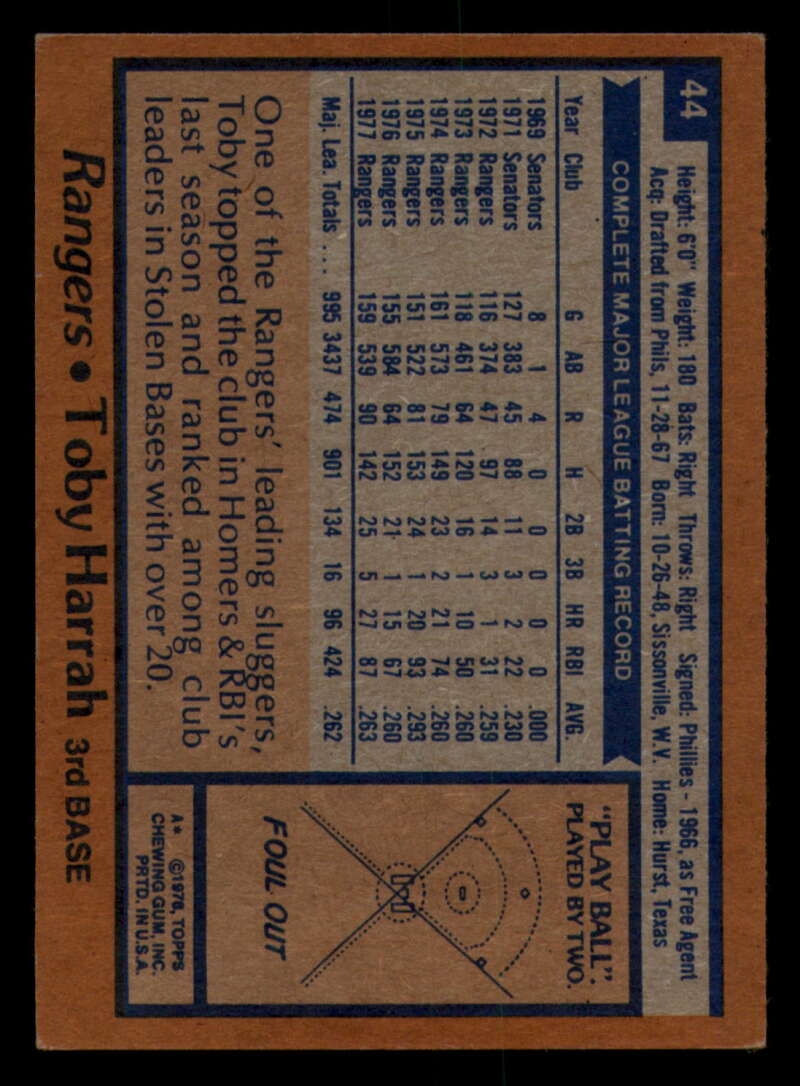 44
Height: 6'0" Weight: 180 Bats: Right Throws: Right Signed: Phillies - 1966, as Free Agent
Acq: Drafted from Phils, 11-28-67 Born: 10-26-48, Sissonville, W.V. Home: Hurst, Texas
COMPLETE MAJOR LEAGUE BATTING RECORD
Year Club G AB R H 2B 3B HR RBI AVG.
1969 Senators 8 1 4 0 0 0 0 0 .000
1971 Senators 127 383 45 88 11 3 2 22 .230
1972 Rangers 116 374 47 97 14 3 1 31 .259
1973 Rangers 118 461 64 120 16 1 10 50 .260
1974 Rangers 161 573 79 149 23 2 21 74 .260
1975 Rangers 151 522 81 153 24 1 20 93 .293
1976 Rangers 155 584 64 152 21 1 15 67 .260
1977 Rangers 159 539 90 142 25 5 27 87 .263
Maj. Lea. Totals ... 995 3437 474 901 134 16 96 424 .262
One of the Rangers' leading sluggers,
Toby topped the club in Homers & RBI's
last season and ranked among club
leaders in Stolen Bases with over 20.
"PLAY BALL".
PLAYED BY TWO.
FOUL OUT
A* ©1978, TOPPS
CHEWING GUM, INC.
PRTD. IN U.S.A.
Rangers • Toby Harrah 3rd BASE